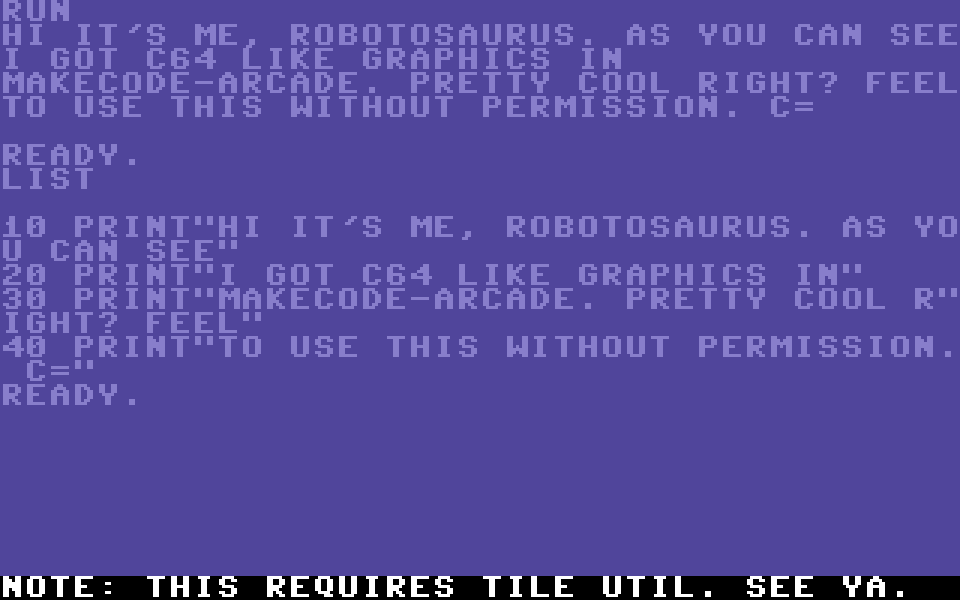 RUN
HI IT'S ME, ROBOTOSAURUS. AS YOU CAN SEE
I GOT C64 LIKE GRAPHICS IN
MAKECODE-ARCADE. PRETTY COOL RIGHT? FEEL
TO USE THIS WITHOUT PERMISSION. C=
READY.
LIST
10 PRINT"HI IT'S ME, ROBOTOSAURUS. AS YO
U CAN SEE"
20 PRINT"I GOT C64 LIKE GRAPHICS IN"
30 PRINT"MAKECODE-ARCADE. PRETTY COOL R"
IGHT? FEEL"
40 PRINT"TO USE THIS WITHOUT PERMISSION.
C="
READY.
NOTE: THIS REQUIRES TILE UTIL. SEE YA.